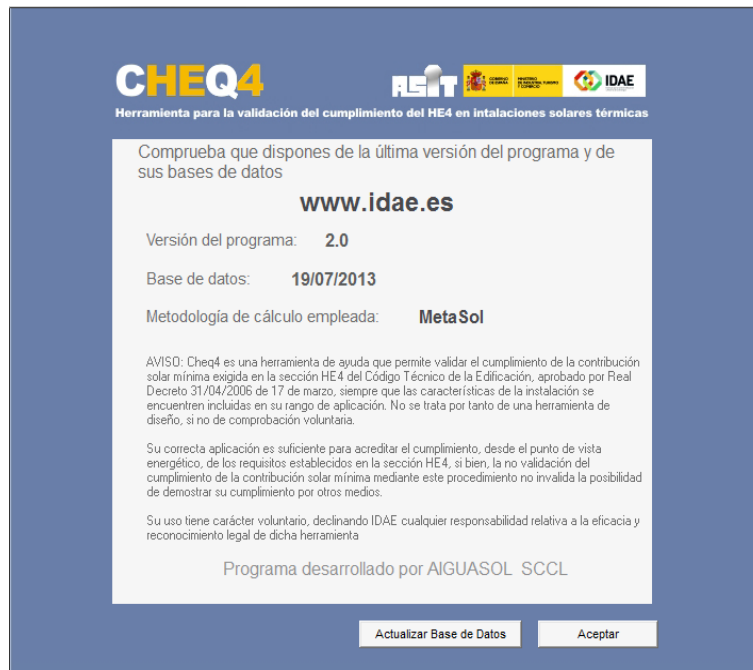 CHEQ4
ASIT
GOBIERNO
DE ESPAÑA
MINISTERIO
DE INDUSTRIA, TURISMO
Y COMERCIO
IDAE
Herramienta para la validación del cumplimiento del HE4 en intalaciones solares térmicas
Comprueba que dispones de la última versión del programa y de
sus bases de datos
www.idae.es
Versión del programa: 2.0
Base de datos: 19/07/2013
Metodología de cálculo empleada: MetaSol
AVISO: Cheq4 es una herramienta de ayuda que permite validar el cumplimiento de la contribución
solar mínima exigida en la sección HE4 del Código Técnico de la Edificación, aprobado por Real
Decreto 31/04/2006 de 17 de marzo, siempre que las características de la instalación se
encuentren incluidas en su rango de aplicación. No se trata por tanto de una herramienta de
diseño, si no de comprobación voluntaria.
Su correcta aplicación es suficiente para acreditar el cumplimiento, desde el punto de vista
energético, de los requisitos establecidos en la sección HE4, si bien, la no validación del
cumplimiento de la contribución solar mínima mediante este procedimiento no invalida la posibilidad
de demostrar su cumplimiento por otros medios.
Su uso tiene carácter voluntario, declinando IDAE cualquier responsabilidad relativa a la eficacia y
reconocimiento legal de dicha herramienta
Programa desarrollado por AIGUASOL SCCL
Actualizar Base de Datos
Aceptar